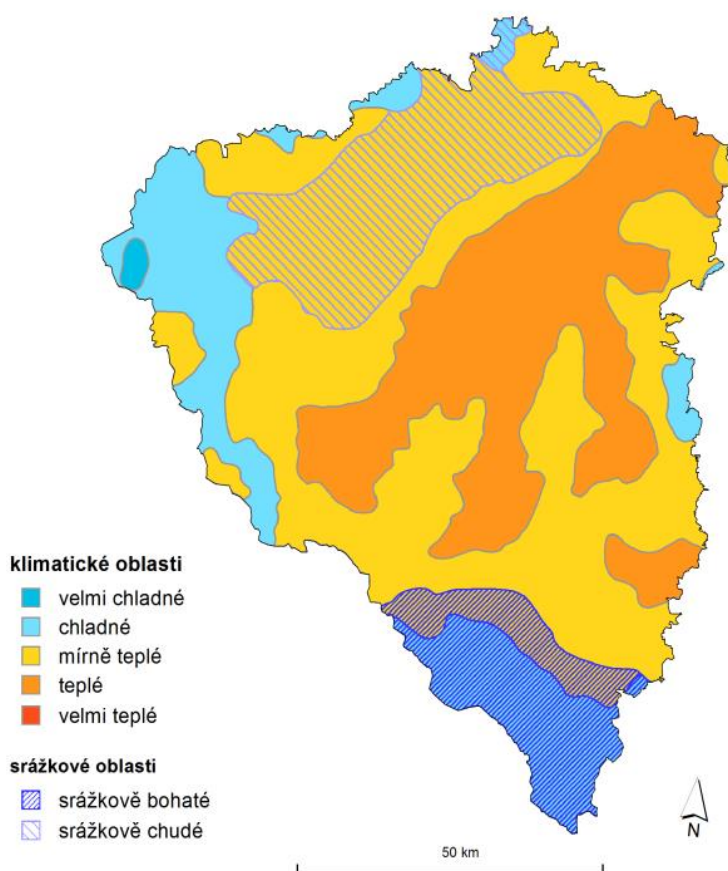 klimatické oblasti
velmi chladné
chladné
mírně teplé
teplé
velmi teplé
srážkové oblasti
srážkově bohaté
srážkově chudé
N
50 km